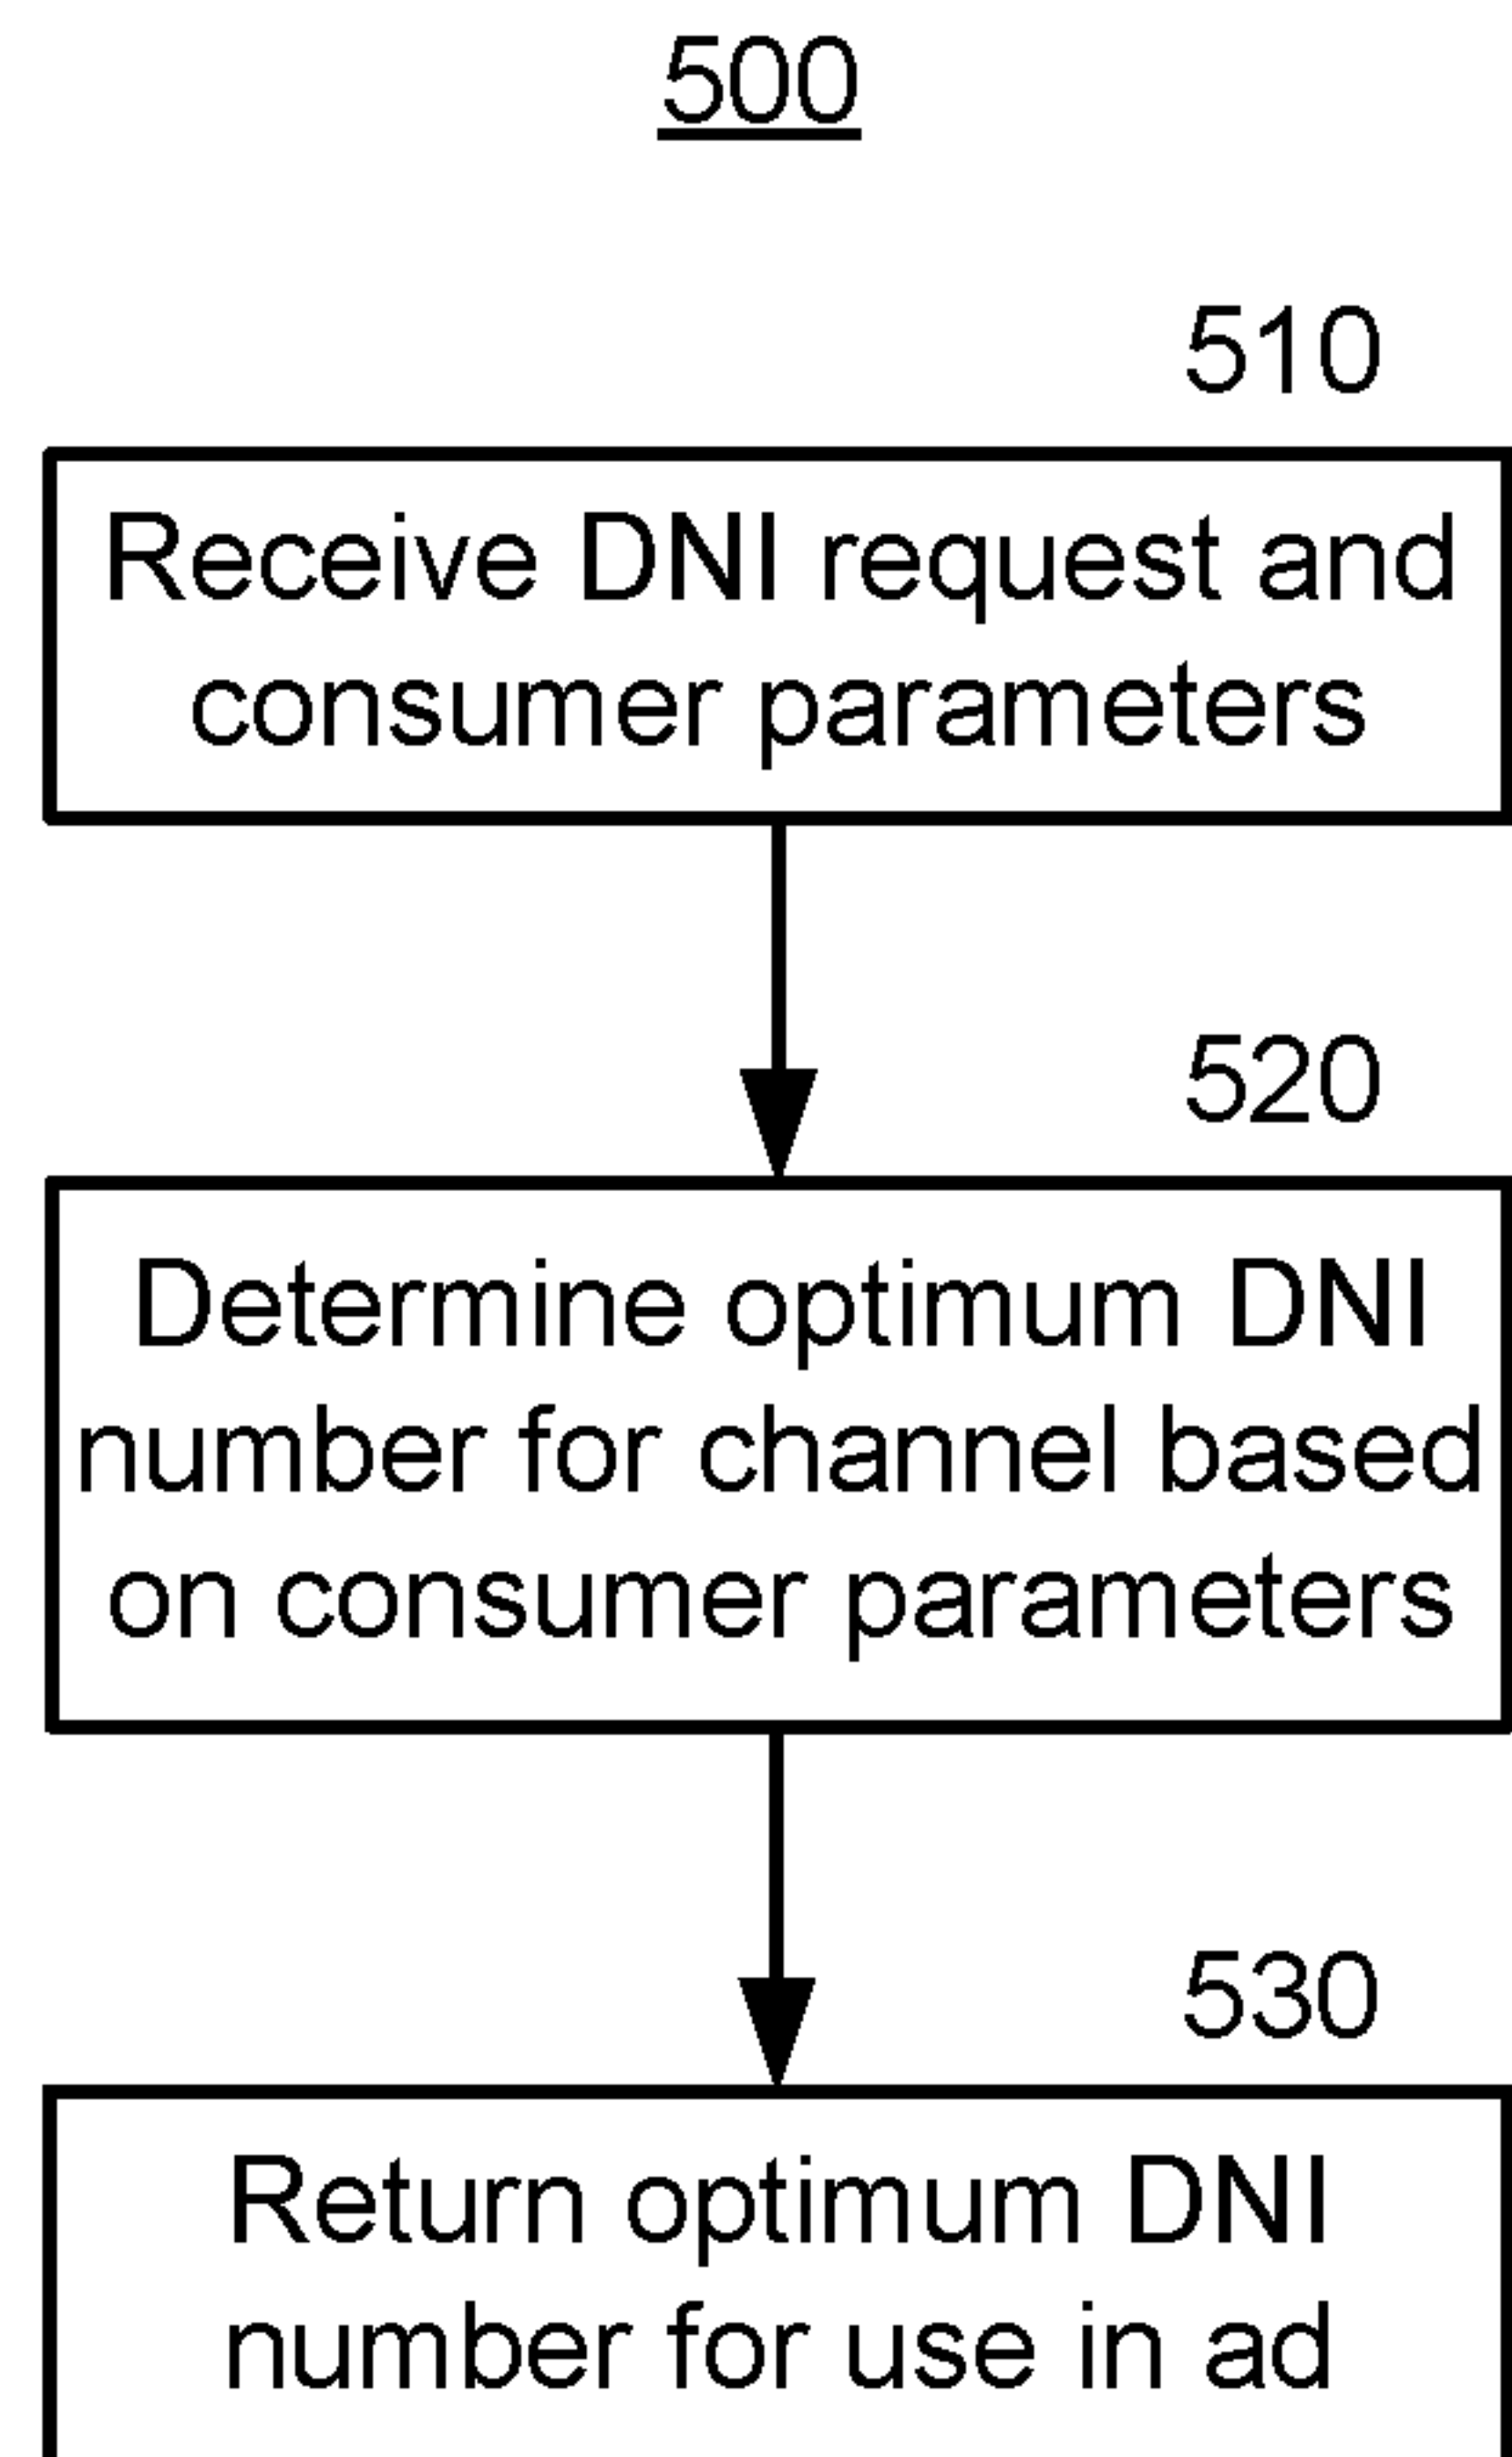 500
510
Receive DNI request and
consumer parameters
520
Determine optimum DNI
number for channel based
on consumer parameters
530
Return optimum DNI
number for use in ad